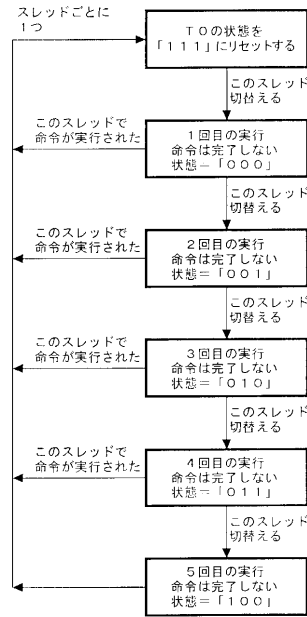 スレッドごとに
1つ
T0の状態を
「111」にリセットする
このスレッド
切替える
このスレッドで
命令が実行された
1回目の実行
命令は完了しない
状態=「000」
このスレッド
切替える
このスレッドで
命令が実行された
2回目の実行
命令は完了しない
状態=「001」
このスレッド
切替える
このスレッドで
命令が実行された
3回目の実行
命令は完了しない
状態=「010」
このスレッド
切替える
このスレッドで
命令が実行された
4回目の実行
命令は完了しない
状態=「011」
このスレッド
切替える
5回目の実行
命令は完了しない
状態=「100」